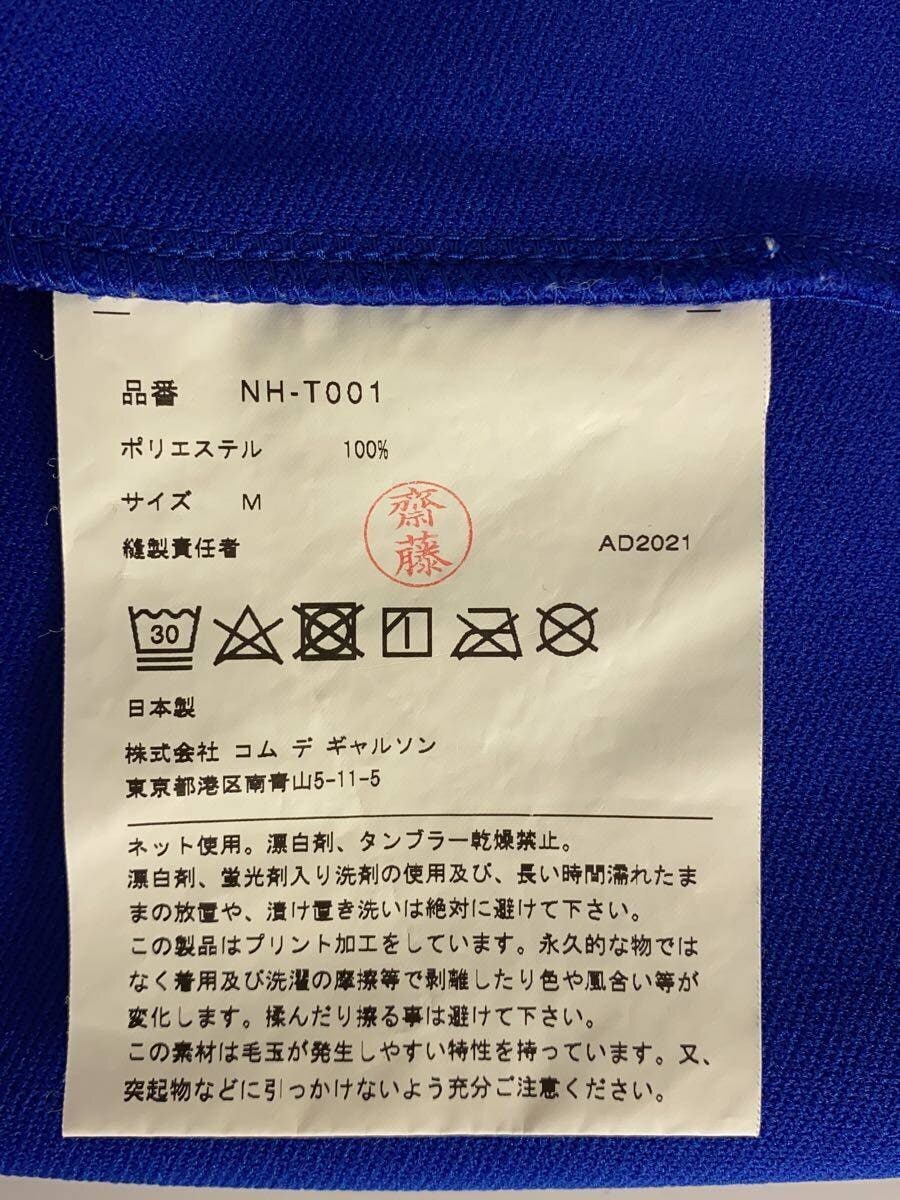 品番 NH-T001
ポリエステル 100%
サイズ M
縫製責任者 齋藤 AD2021
30
日本製
株式会社 コム デ ギャルソン
東京都港区南青山5-11-5
ネット使用。漂白剤、タンブラー乾燥禁止。
漂白剤、蛍光剤入り洗剤の使用及び、長い時間濡れたま
まの放置や、漬け置き洗いは絶対に避けて下さい。
この製品はプリント加工をしています。永久的な物では
なく着用及び洗濯の摩擦等で剥離したり色や風合い等が
変化します。揉んだり擦る事は避けて下さい。
この素材は毛玉が発生しやすい特性を持っています。又、
突起物などに引っかけないよう充分ご注意ください。